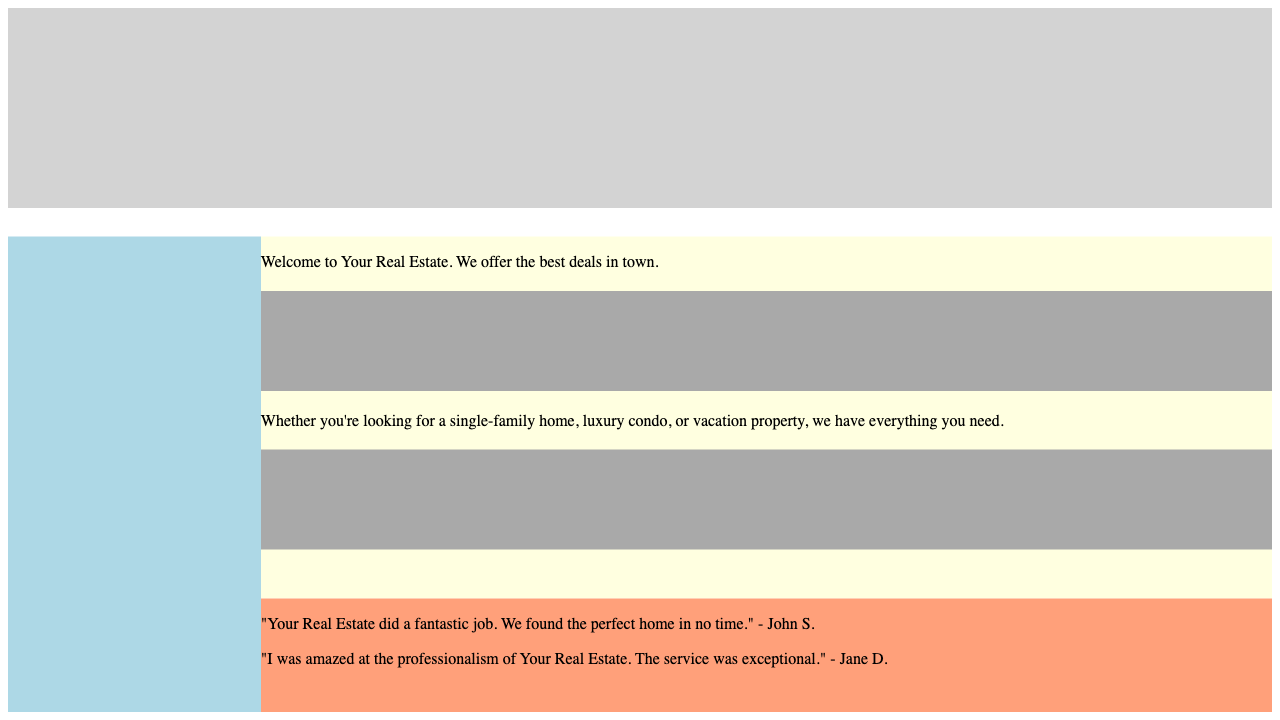 Welcome to Your Real Estate. We offer the best deals in town.
Whether you're looking for a single-family home, luxury condo, or vacation property, we have everything you need.
"Your Real Estate did a fantastic job. We found the perfect home in no time." - John S.
"I was amazed at the professionalism of Your Real Estate. The service was exceptional." - Jane D.